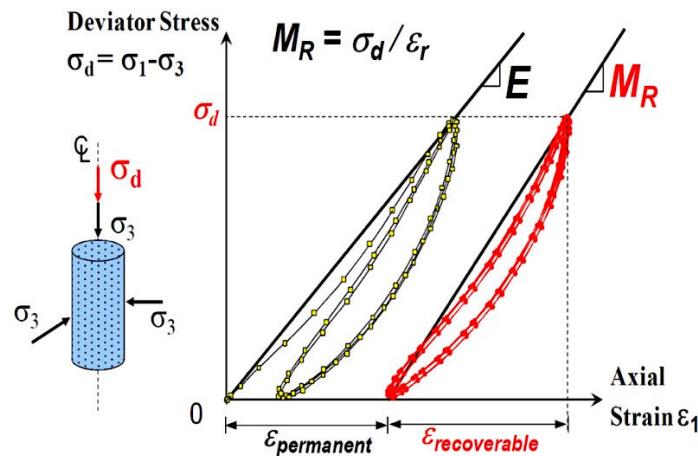 Deviator Stress
σd = σ1-σ3
MR = σd / εr
E
MR
σd
℄
σd
σ3
σ3
σ3
0
Axial
Strain ε1
εpermanent
εrecoverable